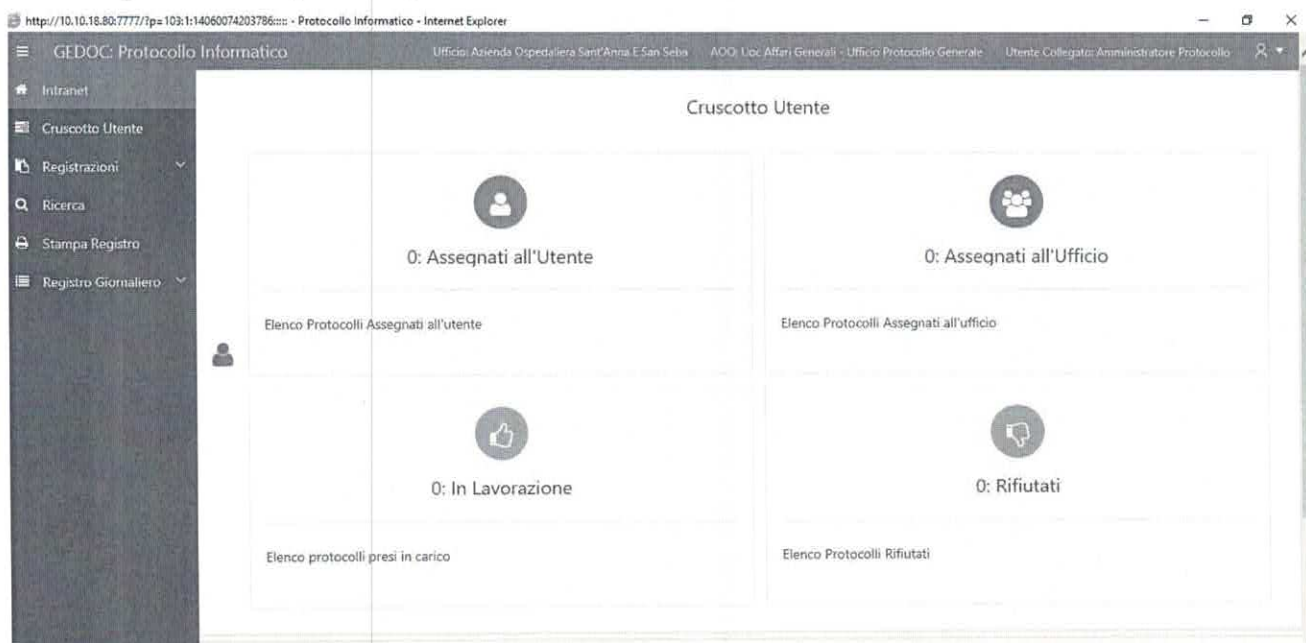 http://10.10.18.80:7777/?p=103:1:14060074203786::::: - Protocollo Informatico - Internet Explorer
GEDOC: Protocollo Informatico
Ufficio: Azienda Ospedaliera Sant'Anna E San Seba
AOO: Uoc Affari Generali - Ufficio Protocollo Generale
Utente Collegato: Amministratore Protocollo
Intranet
Cruscotto Utente
Registrazioni
Ricerca
Stampa Registro
Registro Giornaliero
Cruscotto Utente
0: Assegnati all'Utente
Elenco Protocolli Assegnati all'utente
0: Assegnati all'Ufficio
Elenco Protocolli Assegnati all'ufficio
0: In Lavorazione
Elenco protocolli presi in carico
0: Rifiutati
Elenco Protocolli Rifiutati